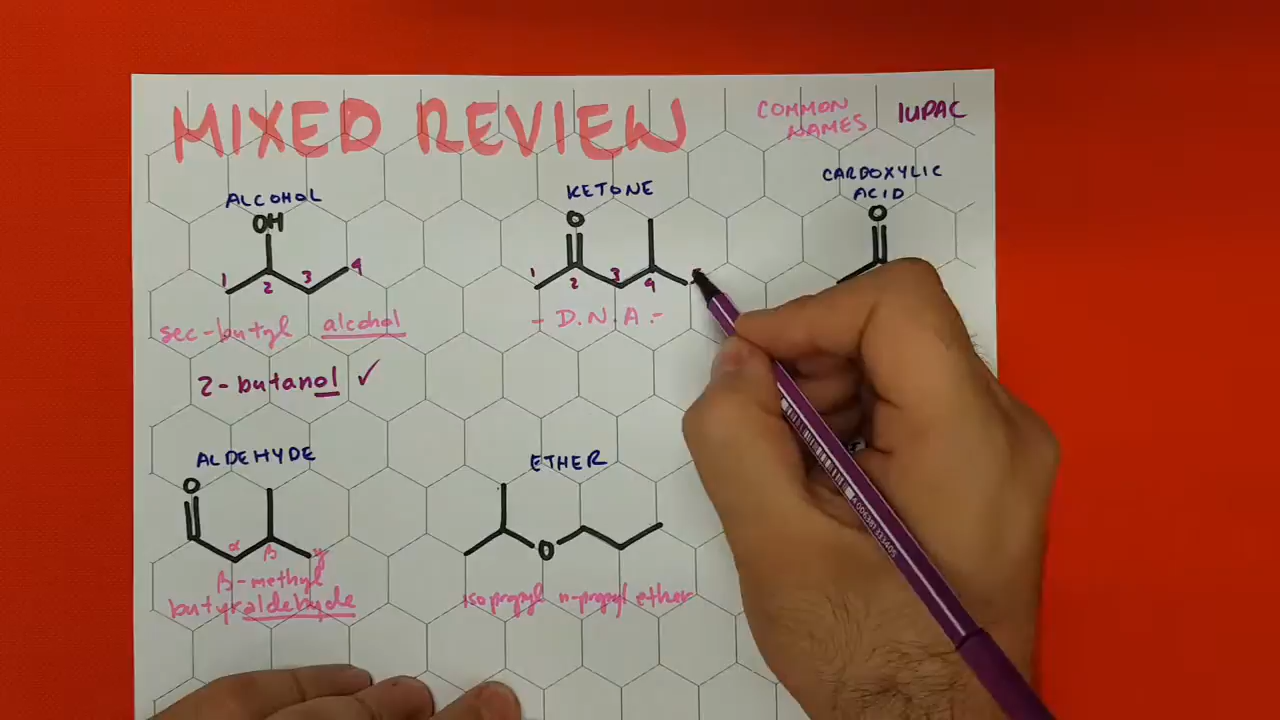 MIXED REVIEW
COMMON NAMES
IUPAC
ALCOHOL
OH
1 2 3 4
sec-butyl alcohol
2-butanol ✓
KETONE
O
1 2 3 4
- D.N.A. -
CARBOXYLIC
ACID
O
ALDEHYDE
O
α β γ
β-methyl
butyraldehyde
ETHER
O
isopropyl n-propyl ether
4006381333405